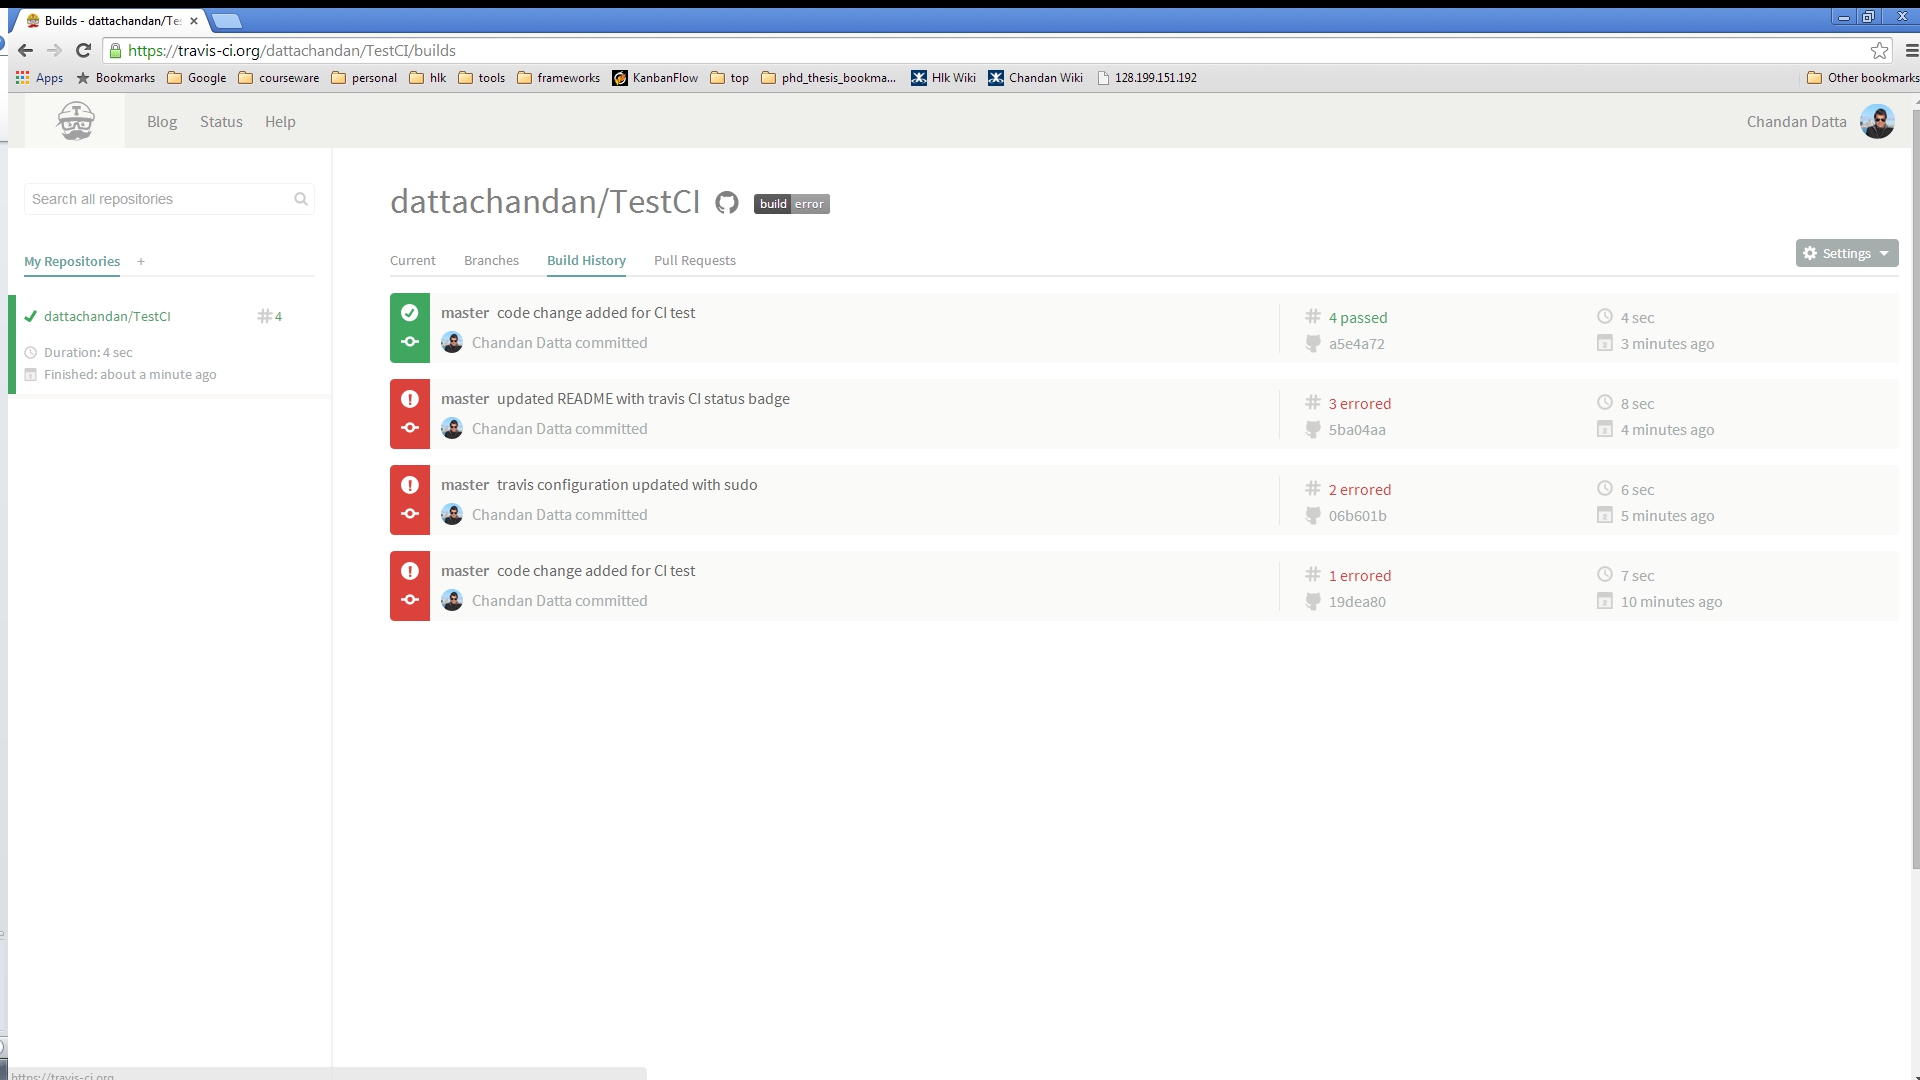 Builds - dattachandan/Te
https://travis-ci.org/dattachandan/TestCI/builds
Apps Bookmarks Google courseware personal hlk tools frameworks KanbanFlow top phd_thesis_bookma... Hlk Wiki Chandan Wiki 128.199.151.192 Other bookmarks
Blog Status Help Chandan Datta
Search all repositories
dattachandan/TestCI build error
My Repositories +
Current Branches Build History Pull Requests Settings
dattachandan/TestCI #4
Duration: 4 sec
Finished: about a minute ago
master code change added for CI test # 4 passed 4 sec
Chandan Datta committed a5e4a72 3 minutes ago
master updated README with travis CI status badge # 3 errored 8 sec
Chandan Datta committed 5ba04aa 4 minutes ago
master travis configuration updated with sudo # 2 errored 6 sec
Chandan Datta committed 06b601b 5 minutes ago
master code change added for CI test # 1 errored 7 sec
Chandan Datta committed 19dea80 10 minutes ago
https://travis-ci.org